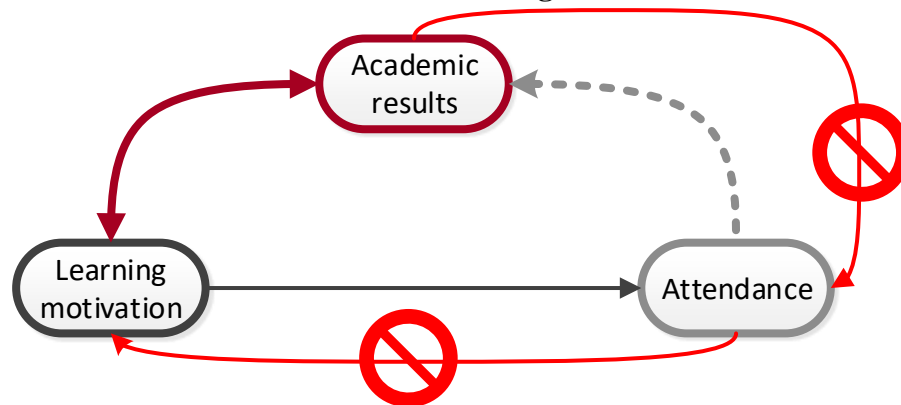 Academic
results
Learning
motivation
Attendance